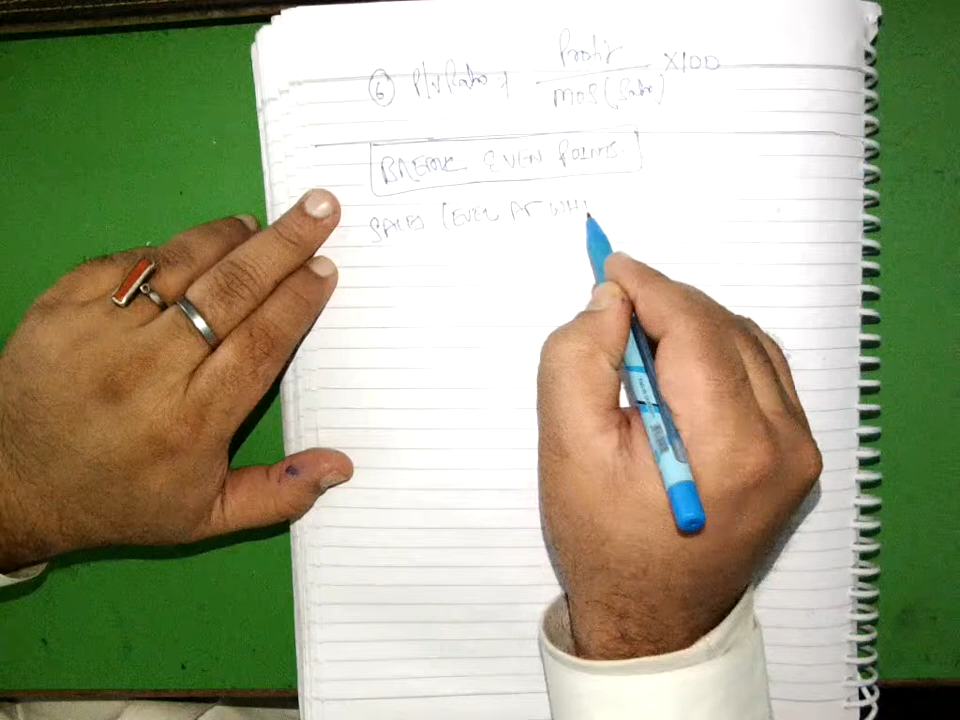 ⑥ P/V Ratio = Profit / MOS (Sales) X100
BREAK EVEN POINTS.
SALES LEVEL AT WHI